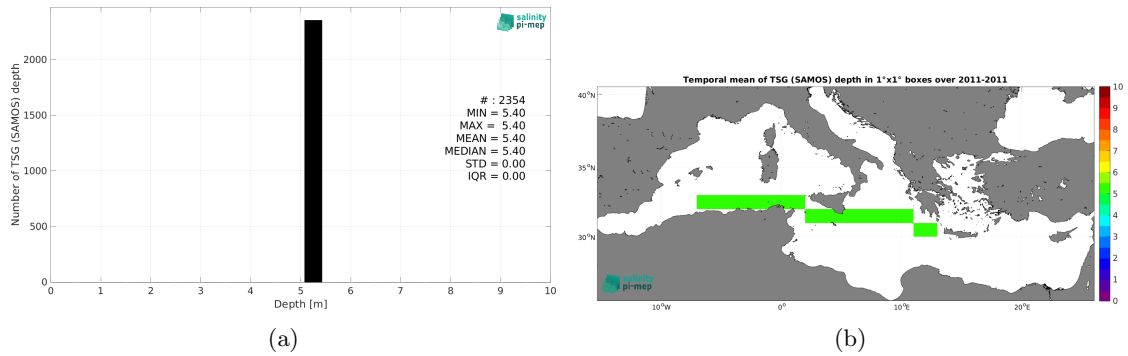 salinity
pi-mep
2000
1500
1000
500
0
Number of TSG (SAMOS) depth
# : 2354
MIN = 5.40
MAX = 5.40
MEAN = 5.40
MEDIAN = 5.40
STD = 0.00
IQR = 0.00
0 1 2 3 4 5 6 7 8 9 10
Depth [m]
(a)
Temporal mean of TSG (SAMOS) depth in 1°x1° boxes over 2011-2011
40°N
35°N
30°N
10°W 0° 10°E 20°E
10
9
8
7
6
5
4
3
2
1
0
salinity
pi-mep
(b)